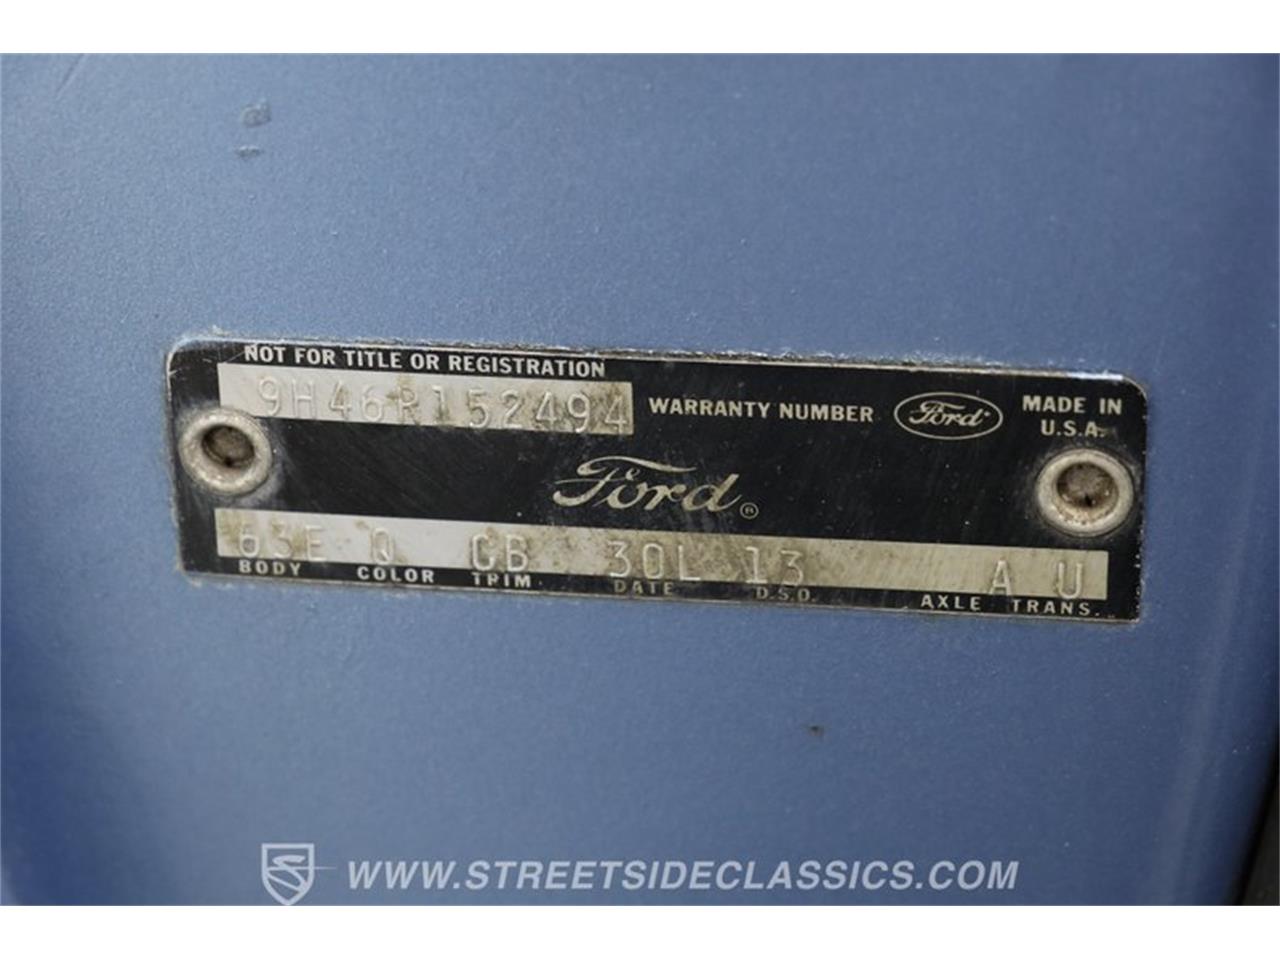 NOT FOR TITLE OR REGISTRATION
9H46R152494 WARRANTY NUMBER Ford MADE IN U.S.A.
Ford ®
63E Q GB 30L 13 A U
BODY COLOR TRIM DATE D.S.O. AXLE TRANS.
S WWW.STREETSIDECLASSICS.COM